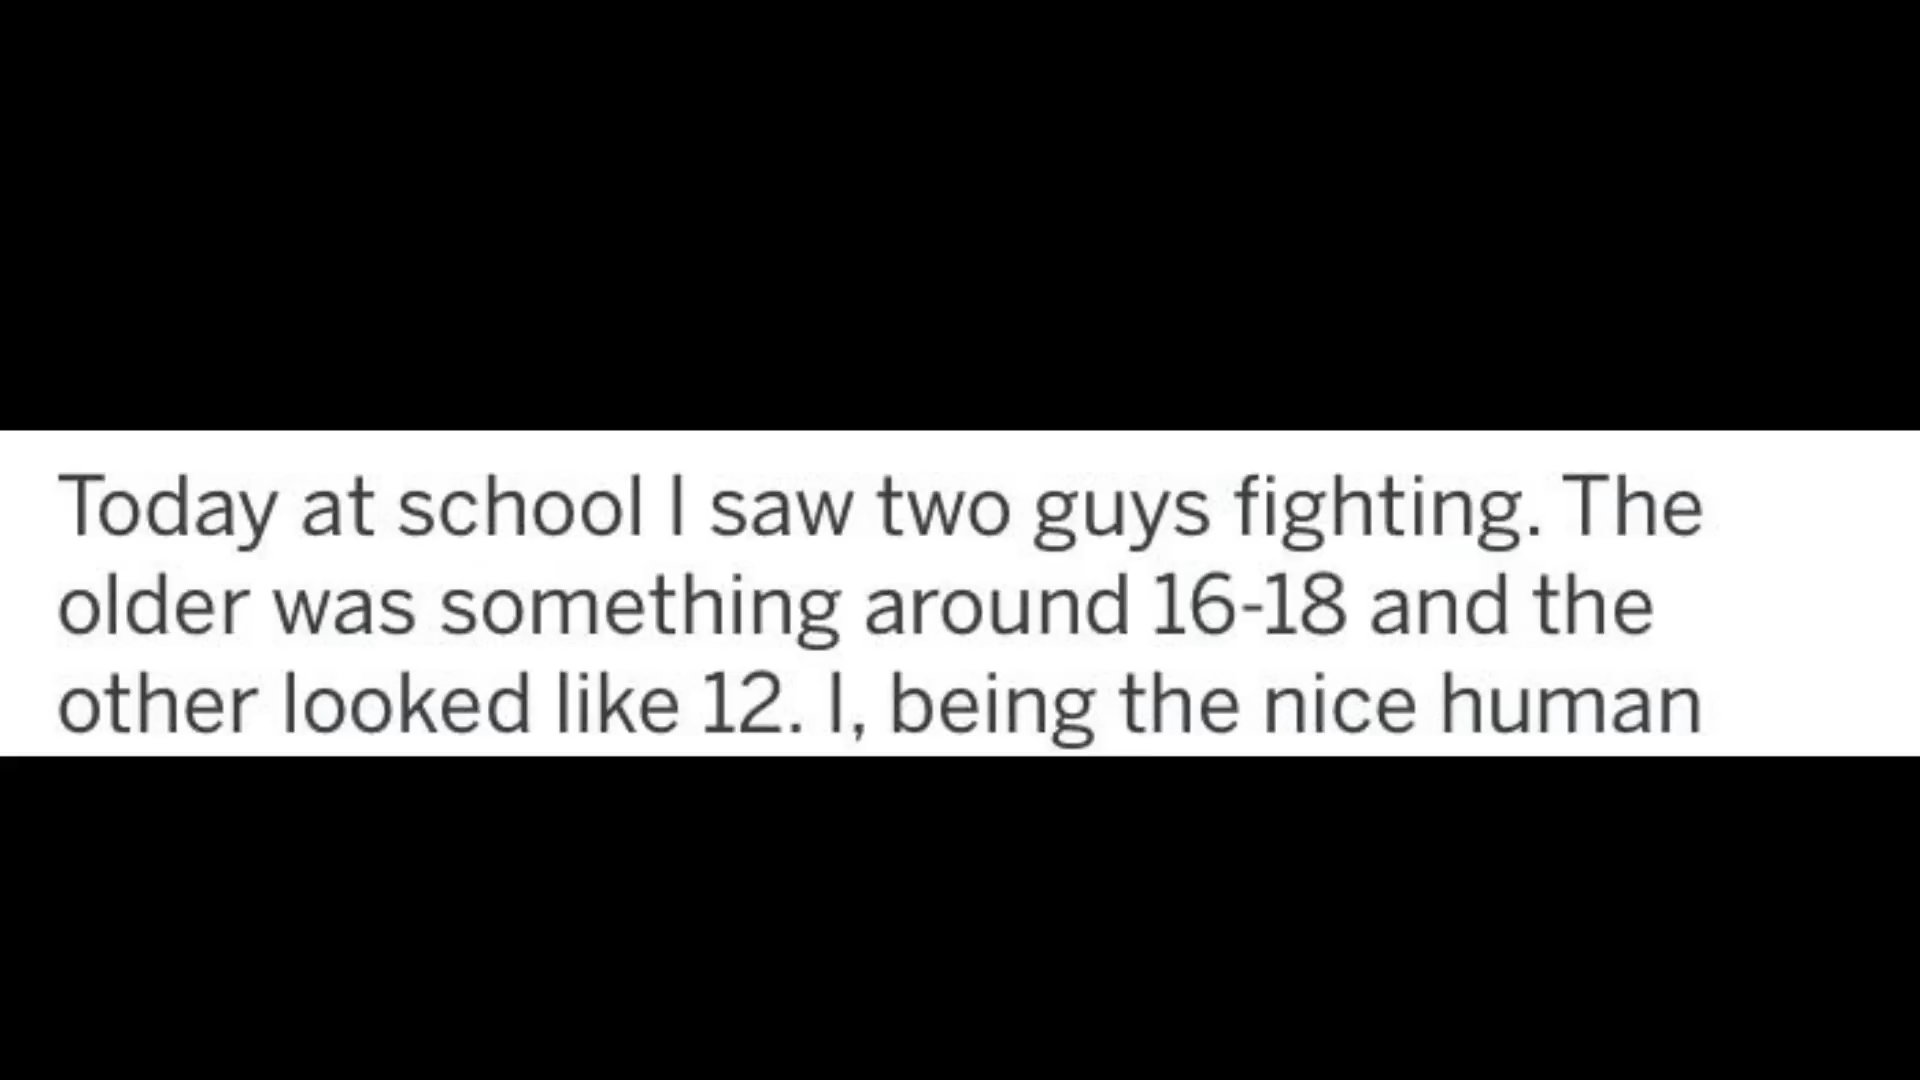 Today at school I saw two guys fighting. The
older was something around 16-18 and the
other looked like 12. I, being the nice human